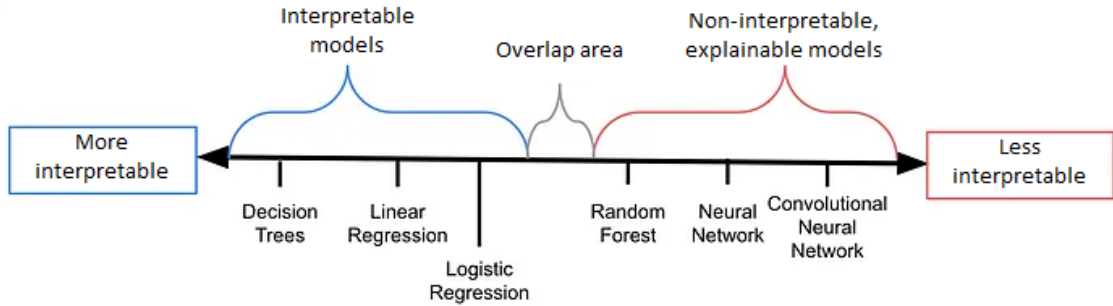 Interpretable
models
Overlap area
Non-interpretable,
explainable models
More
interpretable
Less
interpretable
Decision
Trees
Linear
Regression
Logistic
Regression
Random
Forest
Neural
Network
Convolutional
Neural
Network